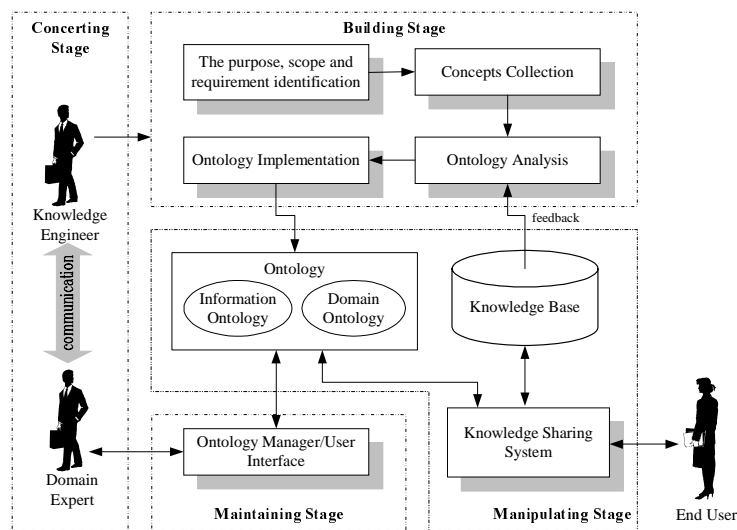 Concerting
Stage
Building Stage
The purpose, scope and
requirement identification
Concepts Collection
Ontology Implementation
Ontology Analysis
Knowledge
Engineer
feedback
communication
Ontology
Information
Ontology
Domain
Ontology
Knowledge Base
Domain
Expert
Ontology Manager/User
Interface
Knowledge Sharing
System
Maintaining Stage
Manipulating Stage
End User